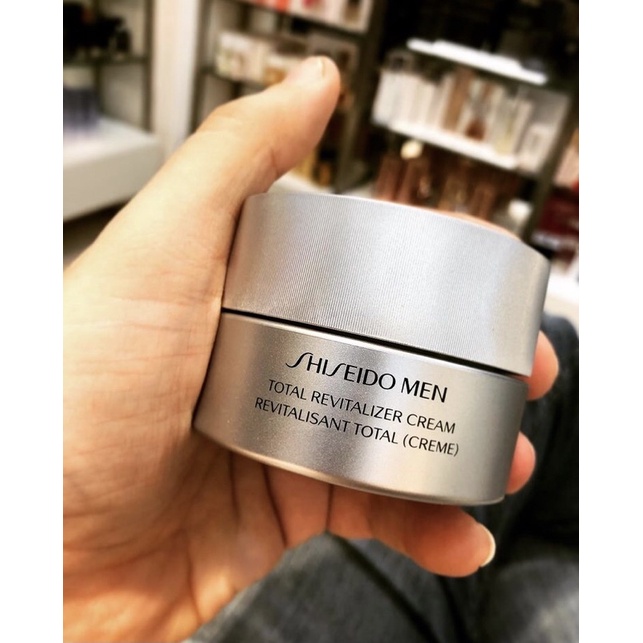 SHISEIDO MEN
TOTAL REVITALIZER CREAM
REVITALISANT TOTAL (CREME)